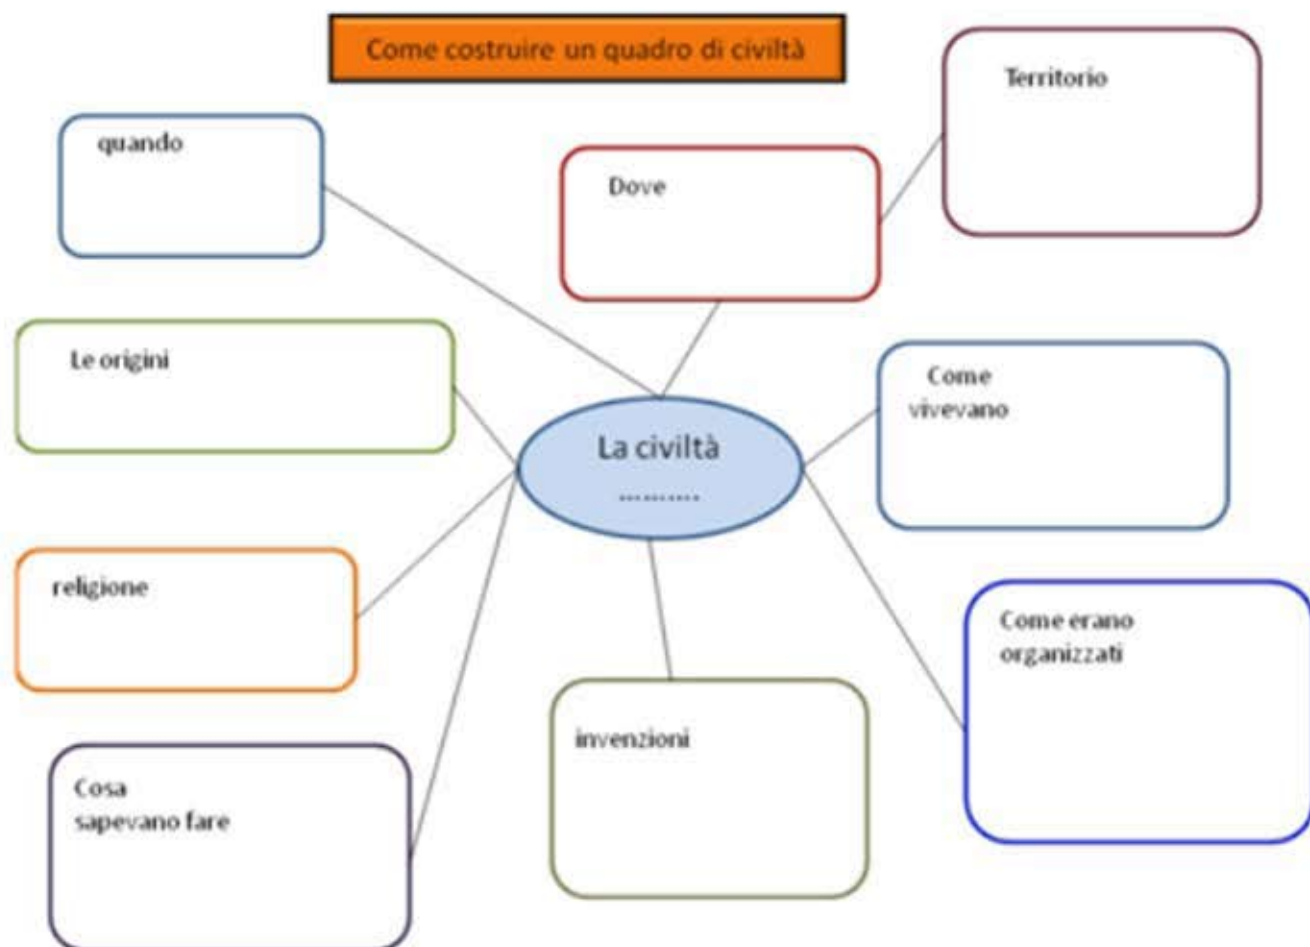 Come costruire un quadro di civiltà
quando
Dove
Territorio
Le origini
Come
vivevano
La civiltà
..........
religione
Come erano
organizzati
invenzioni
Cosa
sapevano fare